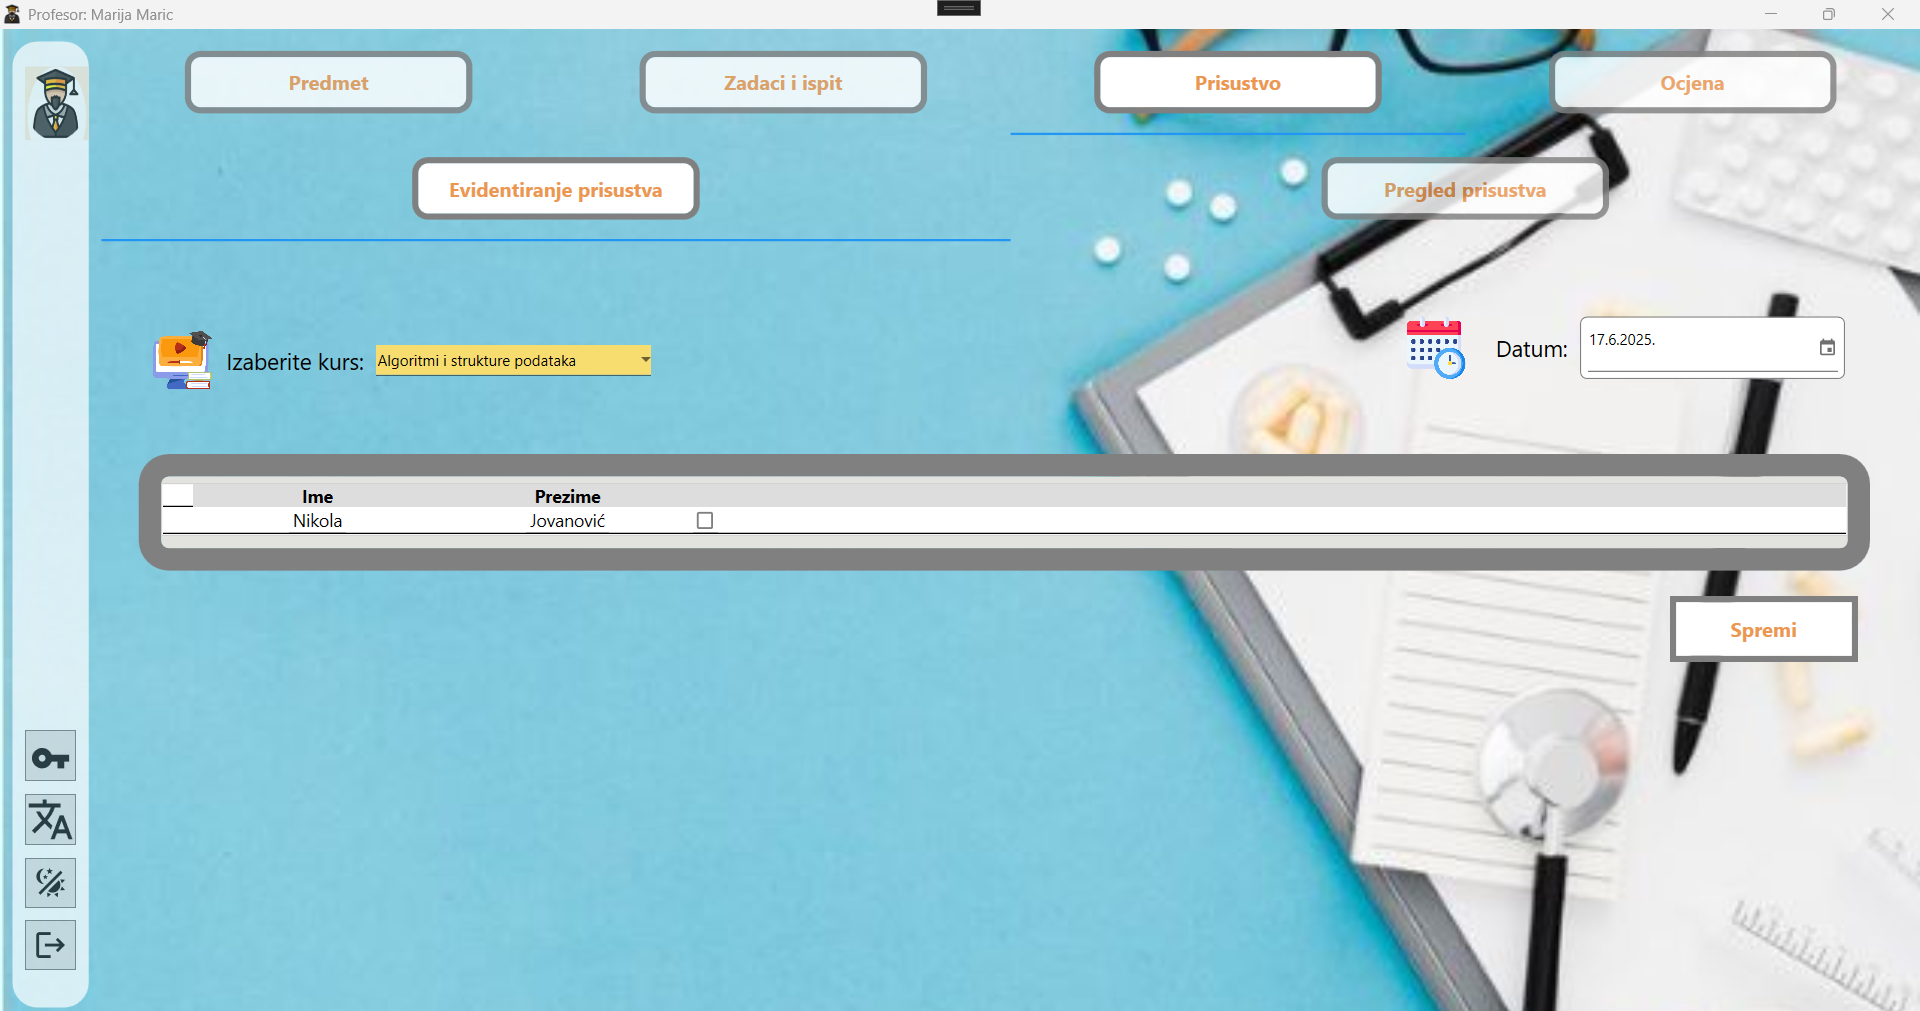 Profesor: Marija Maric
Predmet
Zadaci i ispit
Prisustvo
Ocjena
Evidentiranje prisustva
Pregled prisustva
Izaberite kurs:
Algoritmi i strukture podataka
Datum:
17.6.2025.
Ime
Prezime
Nikola
Jovanović
Spremi